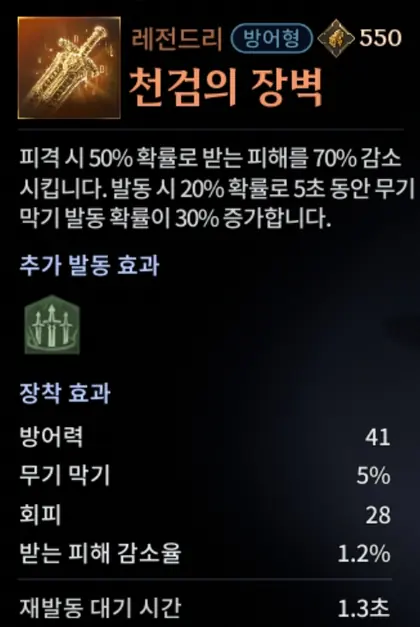 레전드리 방어형 550
천검의 장벽
피격 시 50% 확률로 받는 피해를 70% 감소
시킵니다. 발동 시 20% 확률로 5초 동안 무기
막기 발동 확률이 30% 증가합니다.
추가 발동 효과
장착 효과
방어력 41
무기 막기 5%
회피 28
받는 피해 감소율 1.2%
재발동 대기 시간 1.3초